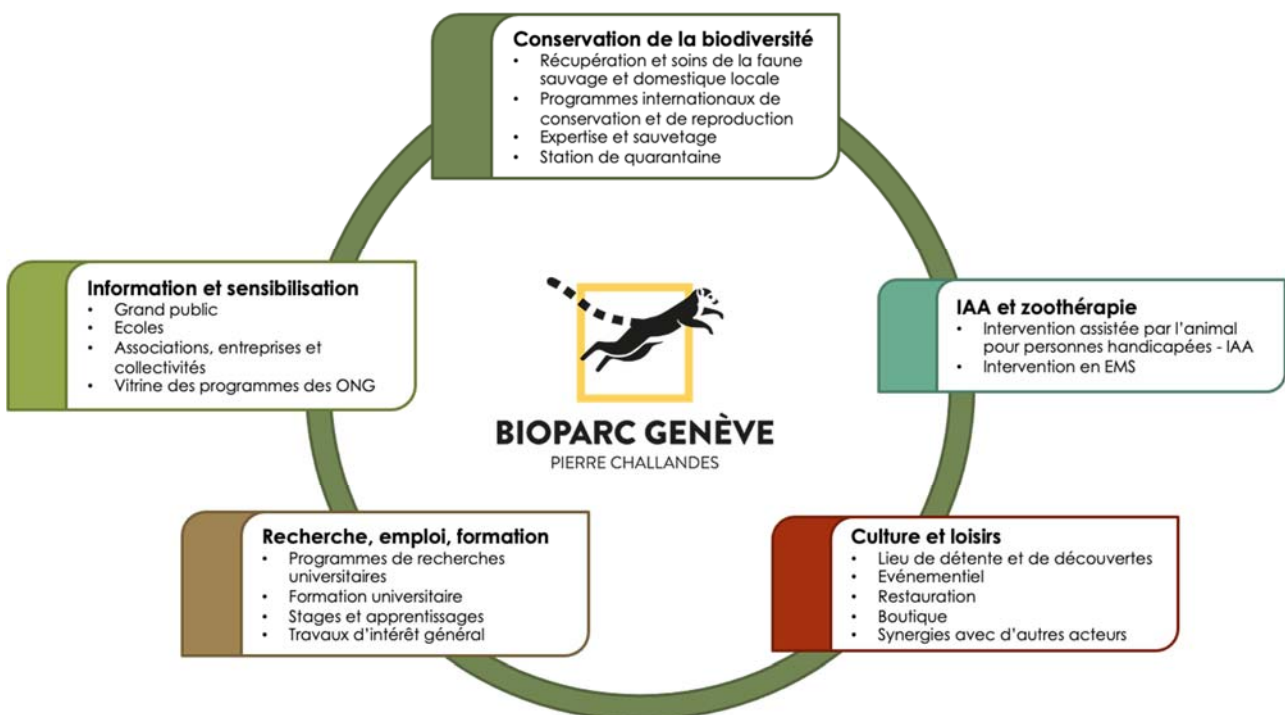 Conservation de la biodiversité
• Récupération et soins de la faune
sauvage et domestique locale
• Programmes internationaux de
conservation et de reproduction
• Expertise et sauvetage
• Station de quarantaine
Information et sensibilisation
• Grand public
• Ecoles
• Associations, entreprises et
collectivités
• Vitrine des programmes des ONG
IAA et zoothérapie
• Intervention assistée par l'animal
pour personnes handicapées - IAA
• Intervention en EMS
BIOPARC GENÈVE
PIERRE CHALLANDES
Recherche, emploi, formation
• Programmes de recherches
universitaires
• Formation universitaire
• Stages et apprentissages
• Travaux d'intérêt général
Culture et loisirs
• Lieu de détente et de découvertes
• Evénementiel
• Restauration
• Boutique
• Synergies avec d'autres acteurs